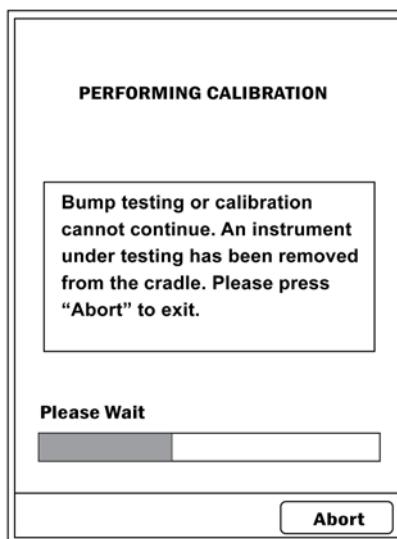 PERFORMING CALIBRATION
Bump testing or calibration
cannot continue. An instrument
under testing has been removed
from the cradle. Please press
“Abort” to exit.
Please Wait
Abort